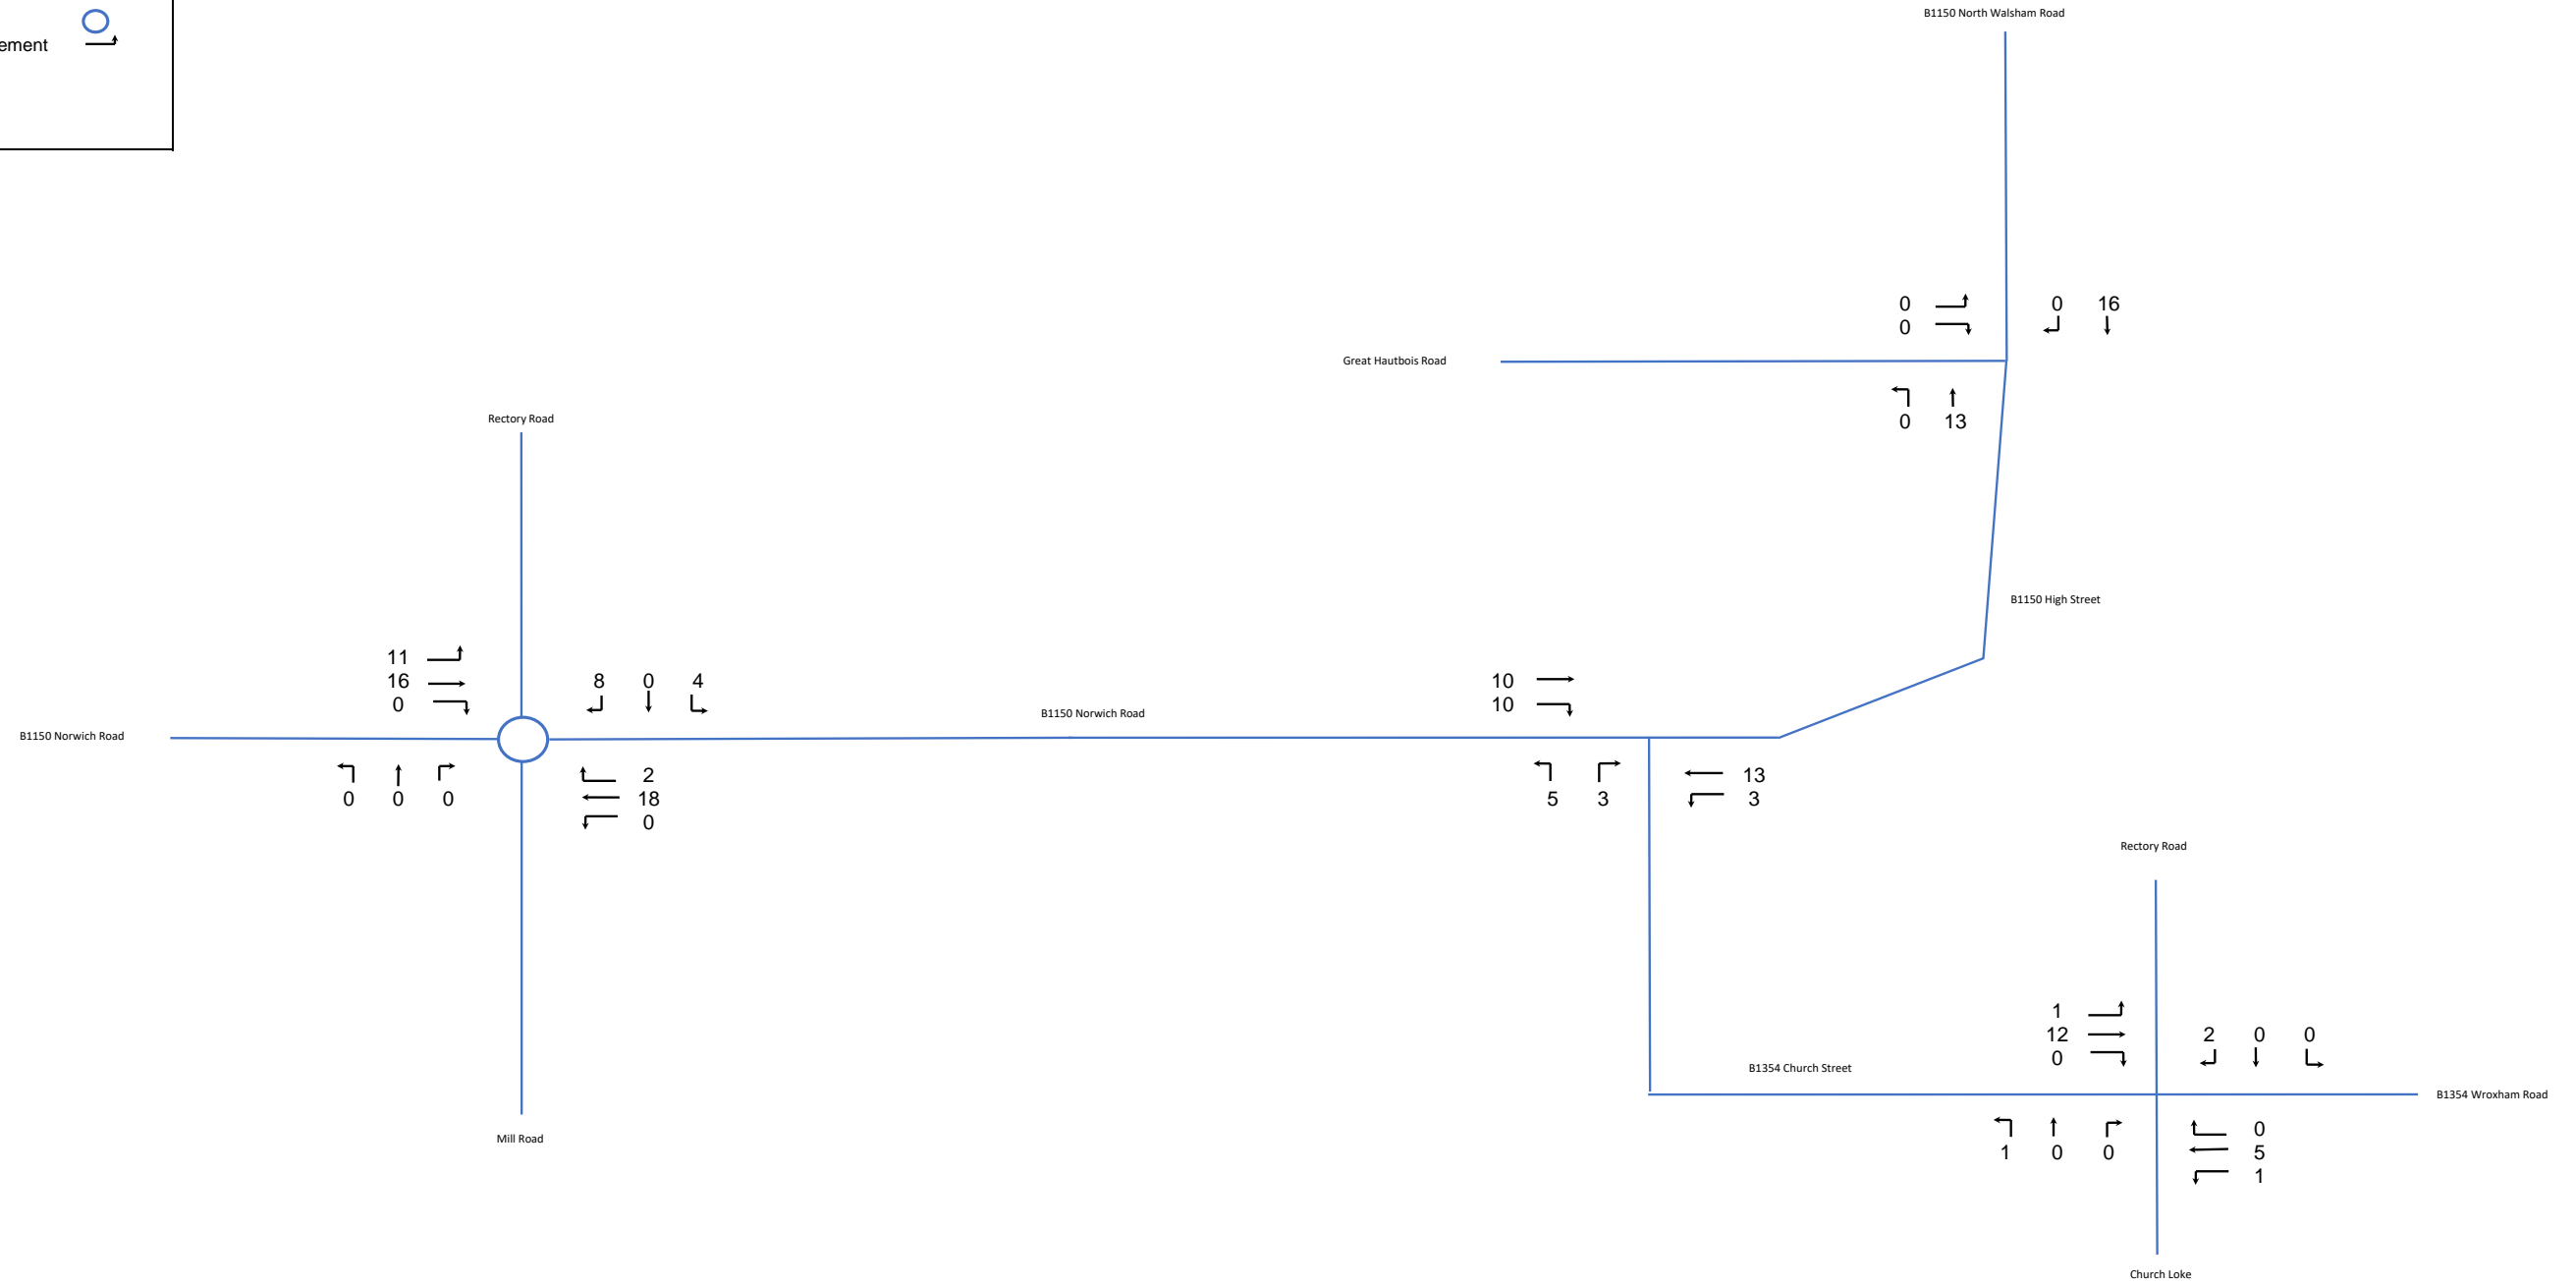 ement
B1150 North Walsham Road
0
0
0 16
Great Hautbois Road
0 13
Rectory Road
B1150 High Street
11
16
0
8 0 4
10
10
B1150 Norwich Road
B1150 Norwich Road
0 0 0
2
18
0
5 3
13
3
Rectory Road
1
12
0
2 0 0
B1354 Church Street
B1354 Wroxham Road
Mill Road
1 0 0
0
5
1
Church Loke